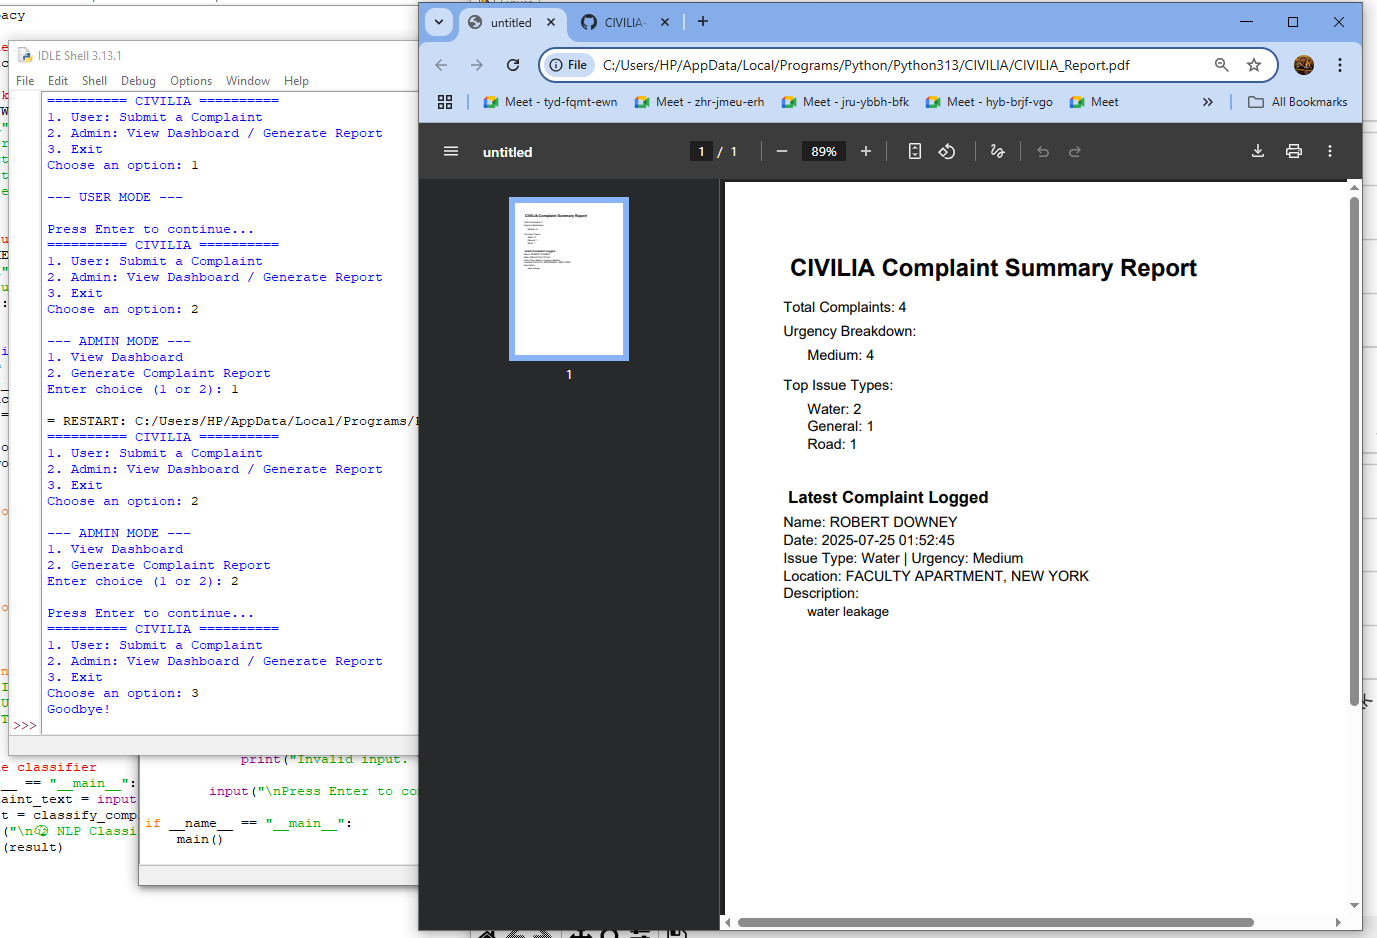 pacy
IDLE Shell 3.13.1
File Edit Shell Debug Options Window Help
========== CIVILIA ==========
1. User: Submit a Complaint
2. Admin: View Dashboard / Generate Report
3. Exit
Choose an option: 1
--- USER MODE ---
Press Enter to continue...
========== CIVILIA ==========
1. User: Submit a Complaint
2. Admin: View Dashboard / Generate Report
3. Exit
Choose an option: 2
--- ADMIN MODE ---
1. View Dashboard
2. Generate Complaint Report
Enter choice (1 or 2): 1
= RESTART: C:/Users/HP/AppData/Local/Programs/
========== CIVILIA ==========
1. User: Submit a Complaint
2. Admin: View Dashboard / Generate Report
3. Exit
Choose an option: 2
--- ADMIN MODE ---
1. View Dashboard
2. Generate Complaint Report
Enter choice (1 or 2): 2
Press Enter to continue...
========== CIVILIA ==========
1. User: Submit a Complaint
2. Admin: View Dashboard / Generate Report
3. Exit
Choose an option: 3
Goodbye!
>>>
e classifier
__ == "__main__":
aint_text = input
t = classify_comp
("\n NLP Classi
(result)
print("Invalid input.
input("\nPress Enter to co
if __name__ == "__main__":
main()
untitled
CIVILIA-
File C:/Users/HP/AppData/Local/Programs/Python/Python313/CIVILIA/CIVILIA_Report.pdf
Meet - tyd-fqmt-ewn Meet - zhr-jmeu-erh Meet - jru-ybbh-bfk Meet - hyb-brjf-vgo Meet » All Bookmarks
untitled 1 / 1 89%
1
CIVILIA Complaint Summary Report
Total Complaints: 4
Urgency Breakdown:
Medium: 4
Top Issue Types:
Water: 2
General: 1
Road: 1
Latest Complaint Logged
Name: ROBERT DOWNEY
Date: 2025-07-25 01:52:45
Issue Type: Water | Urgency: Medium
Location: FACULTY APARTMENT, NEW YORK
Description:
water leakage